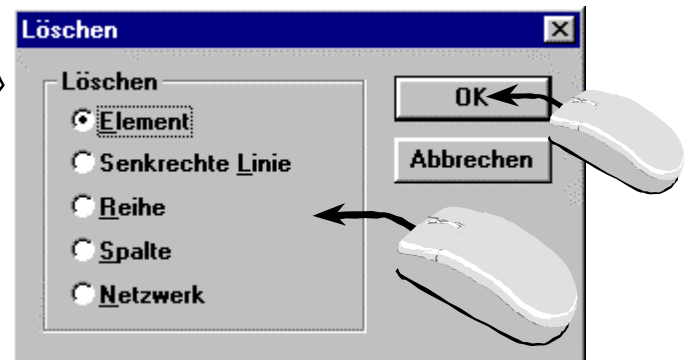 Löschen
Löschen
Element
Senkrechte Linie
Reihe
Spalte
Netzwerk
OK
Abbrechen